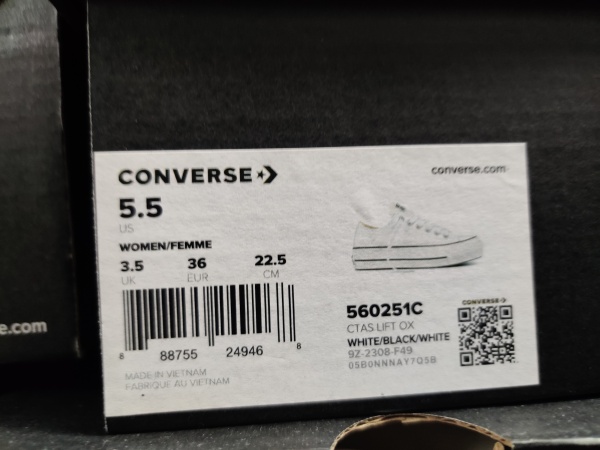 CONVERSE
converse.com
5.5
US
WOMEN/FEMME
3.5 36 22.5
UK EUR CM
560251C
CTAS LIFT OX
WHITE/BLACK/WHITE
9Z-2308-F49
05B0NNNAY7Q5B
CONVERSE
8 88755 24946 8
MADE IN VIETNAM
FABRIQUÉ AU VIETNAM
e.com